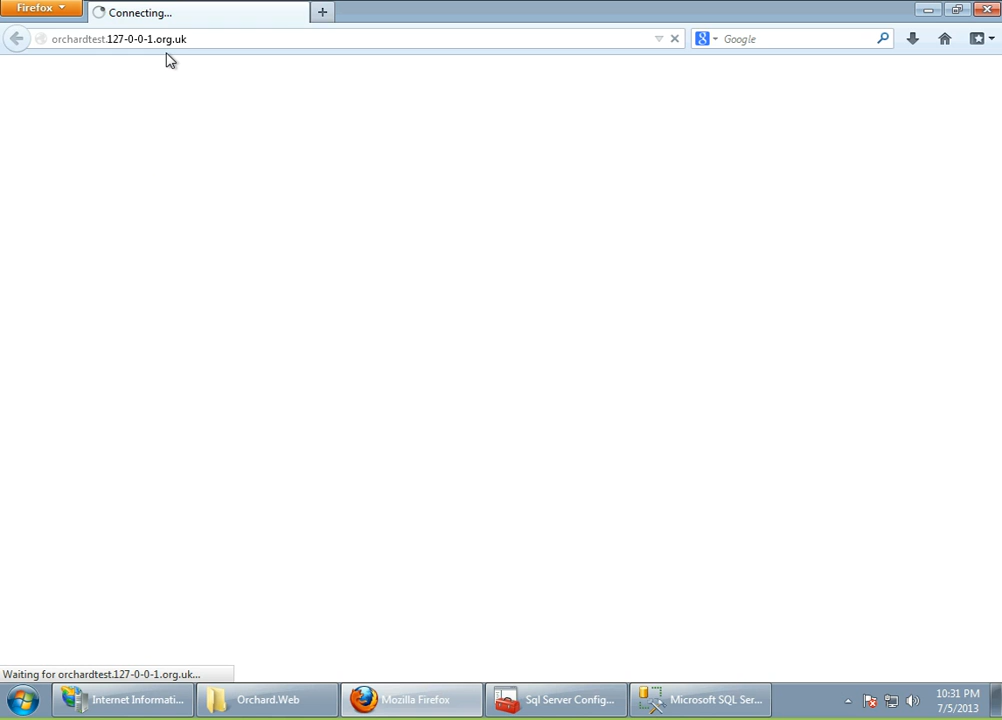 Firefox
Connecting...
orchardtest.127-0-0-1.org.uk
Google
Waiting for orchardtest.127-0-0-1.org.uk...
Internet Informati...
Orchard.Web
Mozilla Firefox
Sql Server Config...
Microsoft SQL Ser...
10:31 PM
7/5/2013